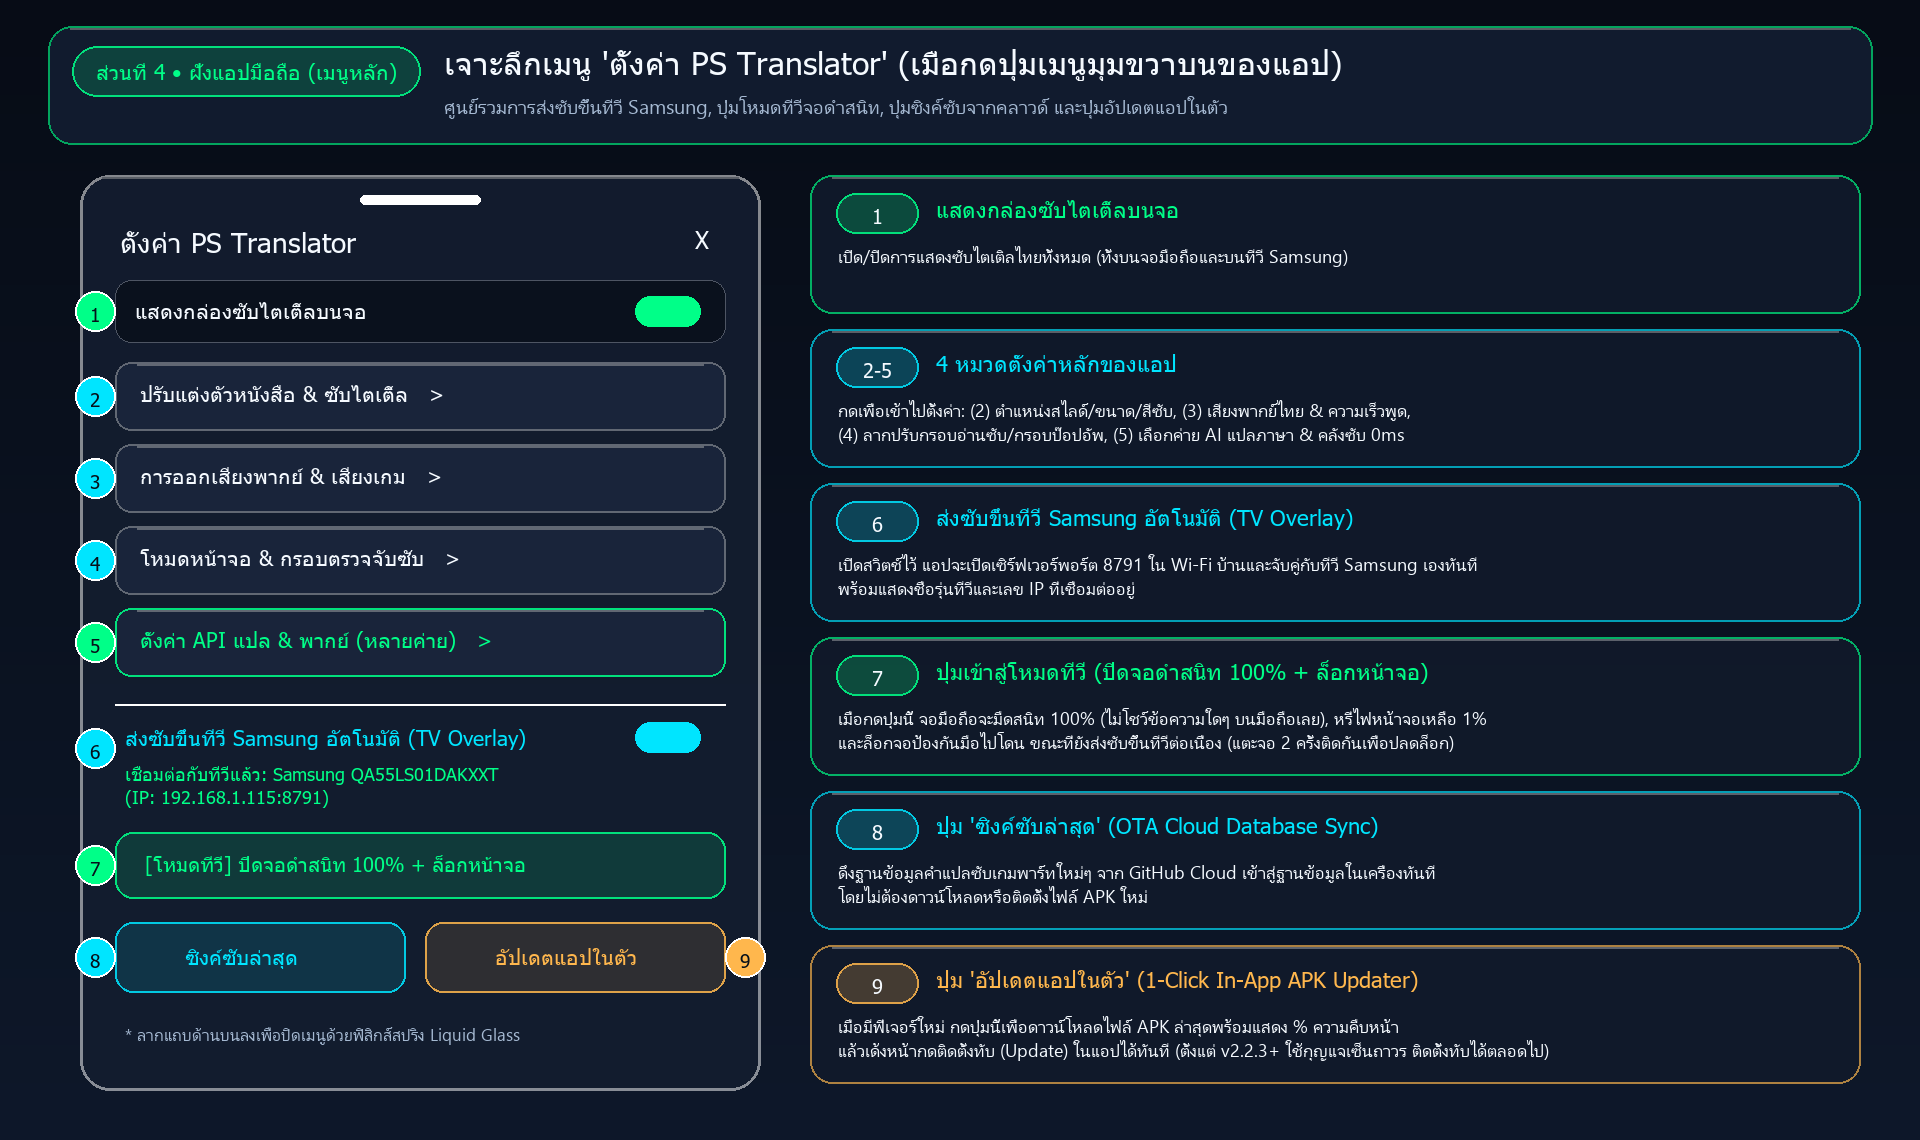 ส่วนที่ 4 • ฝั่งแอปมือถือ (เมนูหลัก)
เจาะลึกเมนู 'ตั้งค่า PS Translator' (เมื่อกดปุ่มเมนูมุมขวาบนของแอป)
ศูนย์รวมการส่งซับขึ้นทีวี Samsung, ปุ่มโหมดทีวีจอดำสนิท, ปุ่มซิงค์ซับจากคลาวด์ และปุ่มอัปเดตแอปในตัว
ตั้งค่า PS Translator X
1 แสดงกล่องซับไตเติ้ลบนจอ
2 ปรับแต่งตัวหนังสือ & ซับไตเติ้ล >
3 การออกเสียงพากย์ & เสียงเกม >
4 โหมดหน้าจอ & กรอบตรวจจับซับ >
5 ตั้งค่า API แปล & พากย์ (หลายค่าย) >
6 ส่งซับขึ้นทีวี Samsung อัตโนมัติ (TV Overlay)
เชื่อมต่อกับทีวีแล้ว: Samsung QA55LS01DAKXXT
(IP: 192.168.1.115:8791)
7 [โหมดทีวี] ปิดจอดำสนิท 100% + ล็อกหน้าจอ
8 ซิงค์ซับล่าสุด
อัปเดตแอปในตัว 9
* ลากแถบด้านบนลงเพื่อปิดเมนูด้วยฟิสิกส์สปริง Liquid Glass
1 แสดงกล่องซับไตเติ้ลบนจอ
เปิด/ปิดการแสดงซับไตเติลไทยทั้งหมด (ทั้งบนจอมือถือและบนทีวี Samsung)
2-5 4 หมวดตั้งค่าหลักของแอป
กดเพื่อเข้าไปตั้งค่า: (2) ตำแหน่งสไลด์/ขนาด/สีซับ, (3) เสียงพากย์ไทย & ความเร็วพูด,
(4) ลากปรับกรอบอ่านซับ/กรอบป๊อปอัพ, (5) เลือกค่าย AI แปลภาษา & คลังซับ 0ms
6 ส่งซับขึ้นทีวี Samsung อัตโนมัติ (TV Overlay)
เปิดสวิตช์ไว้ แอปจะเปิดเซิร์ฟเวอร์พอร์ต 8791 ใน Wi-Fi บ้านและจับคู่กับทีวี Samsung เองทันที
พร้อมแสดงชื่อรุ่นทีวีและเลข IP ที่เชื่อมต่ออยู่
7 ปุ่มเข้าสู่โหมดทีวี (ปิดจอดำสนิท 100% + ล็อกหน้าจอ)
เมื่อกดปุ่มนี้ จอมือถือจะมืดสนิท 100% (ไม่โชว์ข้อความใดๆ บนมือถือเลย), หรี่ไฟหน้าจอเหลือ 1%
และล็อกจอป้องกันมือไปโดน ขณะที่ยังส่งซับขึ้นทีวีต่อเนื่อง (แตะจอ 2 ครั้งติดกันเพื่อปลดล็อก)
8 ปุ่ม 'ซิงค์ซับล่าสุด' (OTA Cloud Database Sync)
ดึงฐานข้อมูลคำแปลซับเกมพาร์ทใหม่ๆ จาก GitHub Cloud เข้าสู่ฐานข้อมูลในเครื่องทันที
โดยไม่ต้องดาวน์โหลดหรือติดตั้งไฟล์ APK ใหม่
9 ปุ่ม 'อัปเดตแอปในตัว' (1-Click In-App APK Updater)
เมื่อมีฟีเจอร์ใหม่ กดปุ่มนี้เพื่อดาวน์โหลดไฟล์ APK ล่าสุดพร้อมแสดง % ความคืบหน้า
แล้วเด้งหน้ากดติดตั้งทับ (Update) ในแอปได้ทันที (ตั้งแต่ v2.2.3+ ใช้กุญแจเซ็นถาวร ติดตั้งทับได้ตลอดไป)